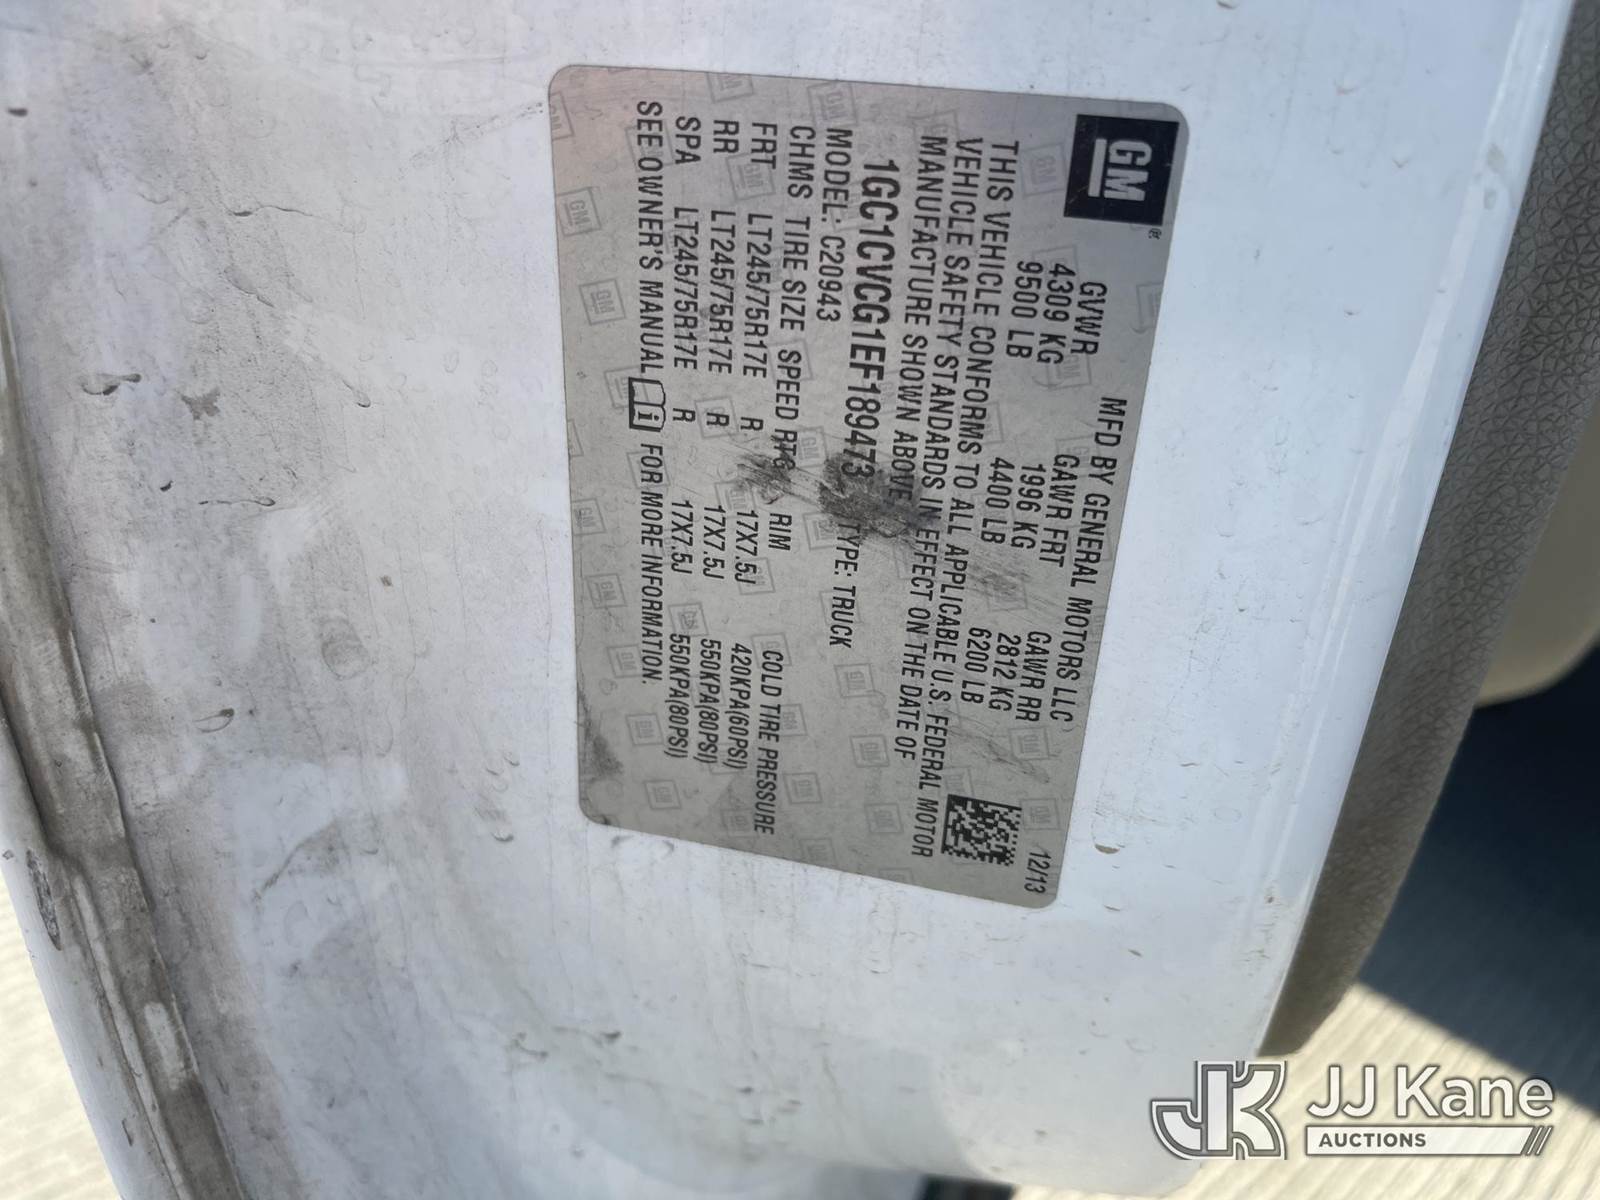 GM
MFD BY GENERAL MOTORS LLC
12/13
GVWR GAWR FRT GAWR RR
4309 KG 1996 KG 2812 KG
9500 LB 4400 LB 6200 LB
THIS VEHICLE CONFORMS TO ALL APPLICABLE U.S. FEDERAL MOTOR
VEHICLE SAFETY STANDARDS IN EFFECT ON THE DATE OF
MANUFACTURE SHOWN ABOVE
1GC1CVCG1EF189473 TYPE: TRUCK
MODEL: C20943
CHMS TIRE SIZE SPEED RTG RIM COLD TIRE PRESSURE
FRT LT245/75R17E R 17X7.5J 420KPA(60PSI)
RR LT245/75R17E R 17X7.5J 550KPA(80PSI)
SPA LT245/75R17E R 17X7.5J 550KPA(80PSI)
SEE OWNER'S MANUAL i FOR MORE INFORMATION.
JK JJ Kane
AUCTIONS